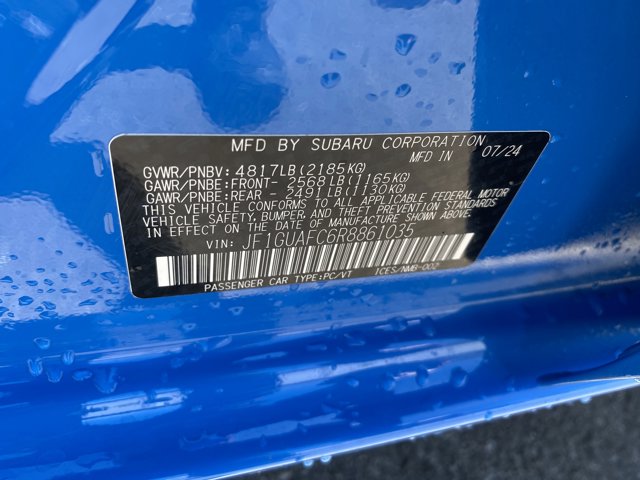 MFD BY SUBARU CORPORATION
MFD IN 07/24
GVWR/PNBV: 4817LB(2185KG)
GAWR/PNBE:FRONT- 2568LB(1165KG)
GAWR/PNBE:REAR - 2491LB(1130KG)
THIS VEHICLE CONFORMS TO ALL APPLICABLE FEDERAL MOTOR
VEHICLE SAFETY, BUMPER, AND THEFT PREVENTION STANDARDS
IN EFFECT ON THE DATE OF MANUFACTURE SHOWN ABOVE.
VIN: JF1GUAFC6R8861035
PASSENGER CAR TYPE:PC/VT ICES/NMB-002